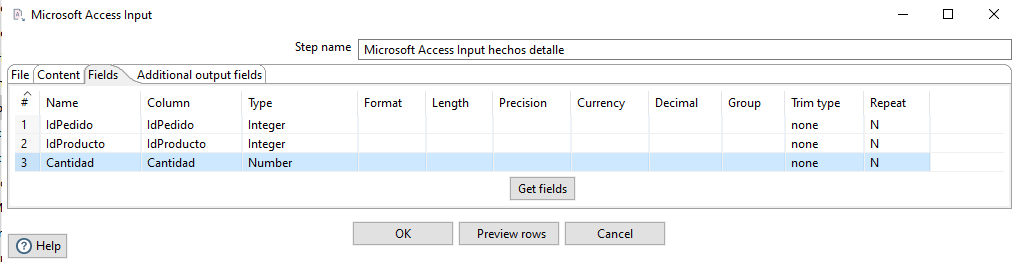 Microsoft Access Input
Step name Microsoft Access Input hechos detalle
File Content Fields Additional output fields
# Name Column Type Format Length Precision Currency Decimal Group Trim type Repeat
1 IdPedido IdPedido Integer none N
2 IdProducto IdProducto Integer none N
3 Cantidad Cantidad Number none N
Get fields
OK Preview rows Cancel
Help